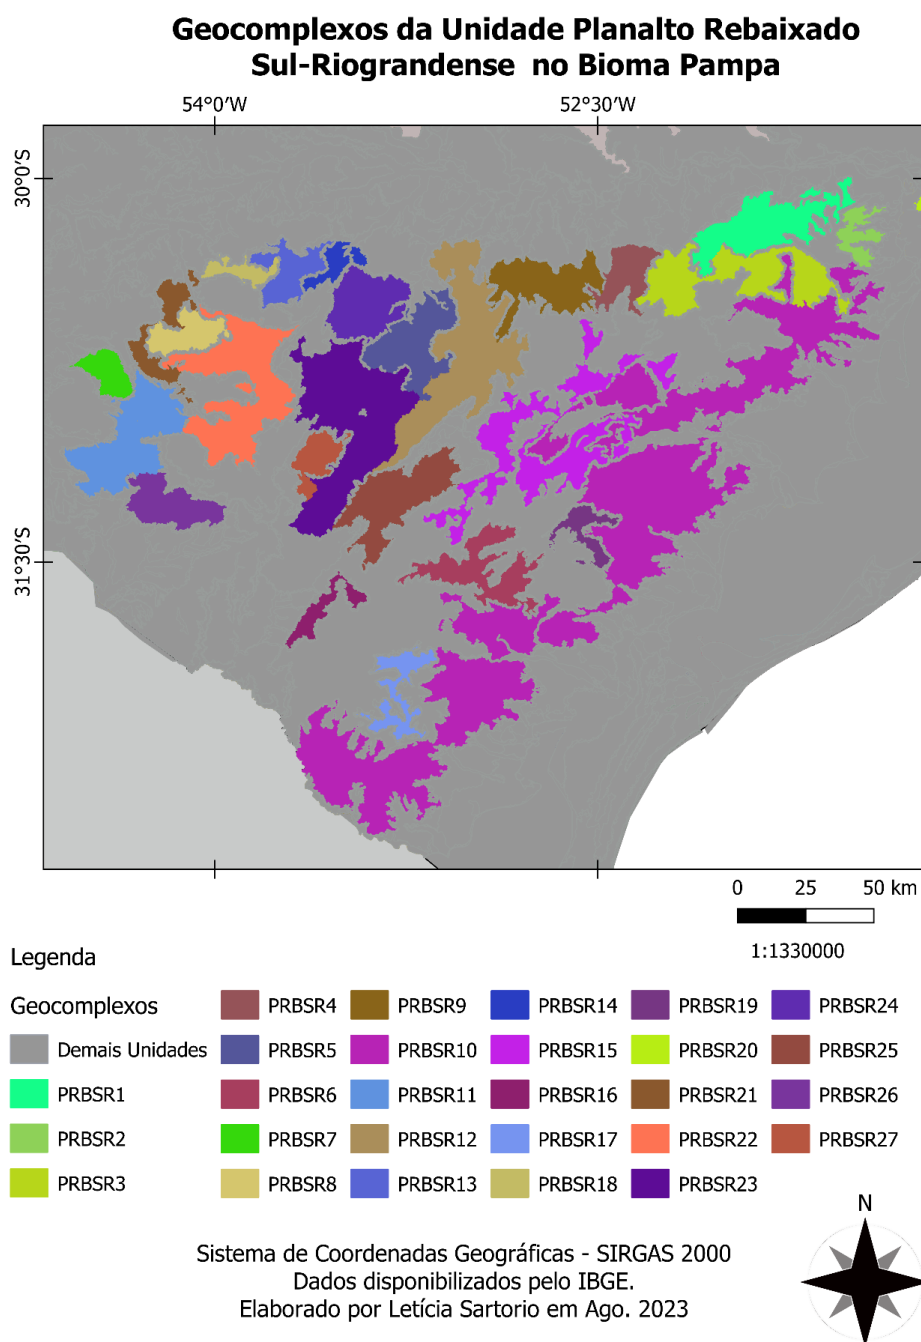 Geocomplexos da Unidade Planalto Rebaixado
Sul-Riograndense no Bioma Pampa
54°0′W
52°30′W
30°0′S
31°30′S
0 25 50 km
1:1330000
Legenda
Geocomplexos
Demais Unidades
PRBSR1
PRBSR2
PRBSR3
PRBSR4
PRBSR5
PRBSR6
PRBSR7
PRBSR8
PRBSR9
PRBSR10
PRBSR11
PRBSR12
PRBSR13
PRBSR14
PRBSR15
PRBSR16
PRBSR17
PRBSR18
PRBSR19
PRBSR20
PRBSR21
PRBSR22
PRBSR23
PRBSR24
PRBSR25
PRBSR26
PRBSR27
N
Sistema de Coordenadas Geográficas - SIRGAS 2000
Dados disponibilizados pelo IBGE.
Elaborado por Letícia Sartorio em Ago. 2023